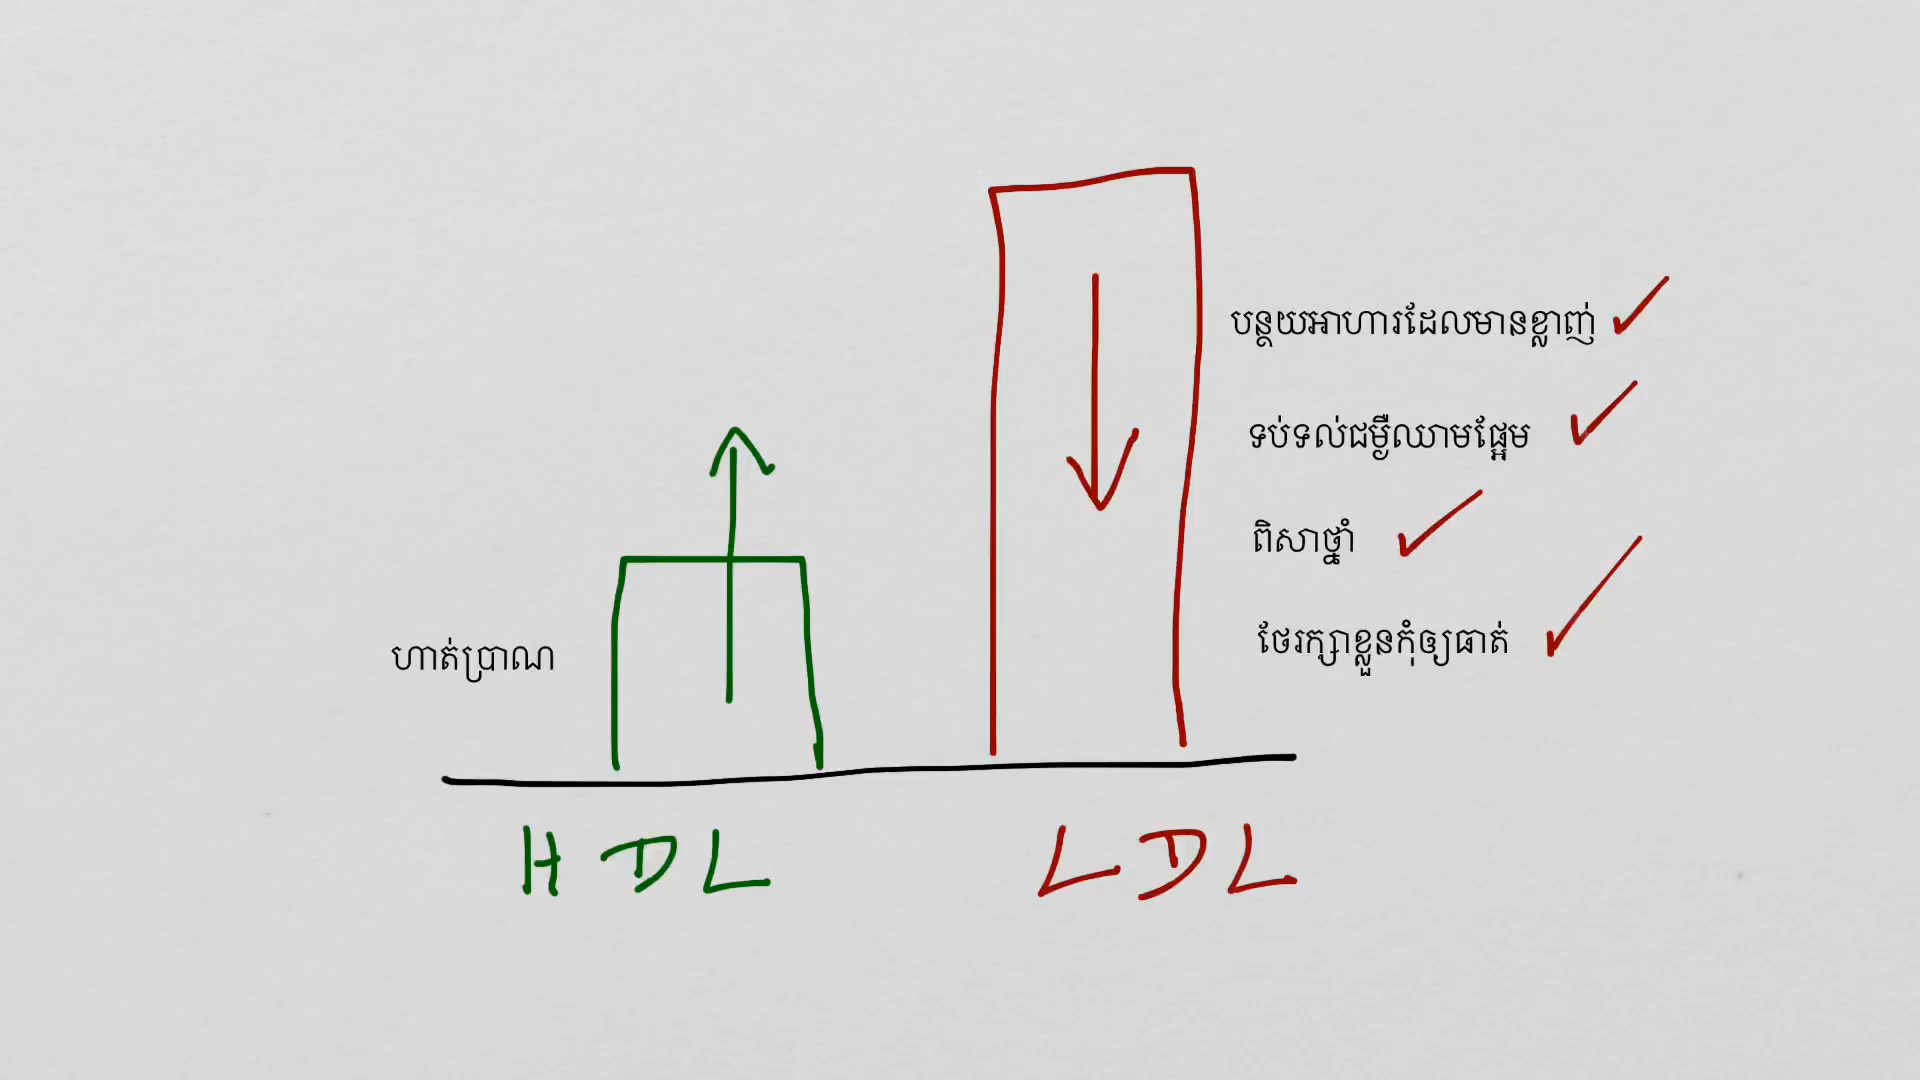 បន្ថយអាហារដែលមានខ្លាញ់
ទប់ទល់ជម្ងឺឈាមផ្អែម
ពិសាថ្នាំ
ថែរក្សាខ្លួនកុំឲ្យធាត់
ហាត់ប្រាណ
HDL
LDL